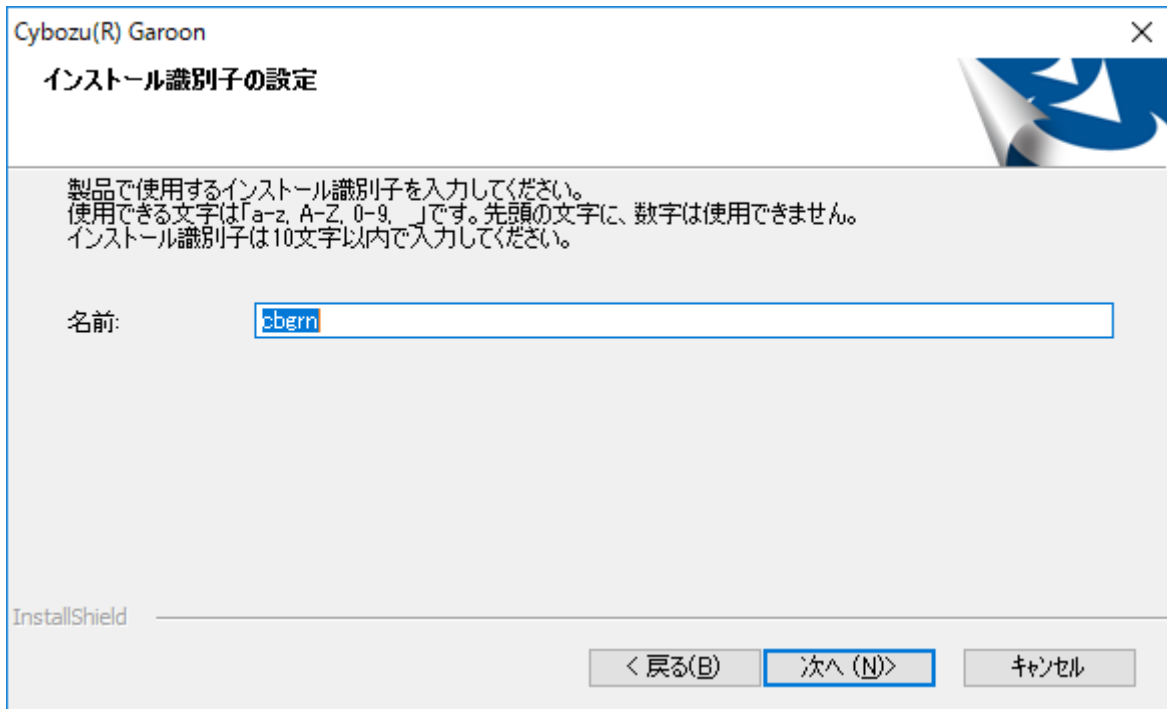 Cybozu(R) Garoon
インストール識別子の設定
製品で使用するインストール識別子を入力してください。
使用できる文字は「a-z, A-Z, 0-9, _」です。先頭の文字に、数字は使用できません。
インストール識別子は10文字以内で入力してください。
名前:
cbgrn
InstallShield
< 戻る(B)
次へ (N)>
キャンセル